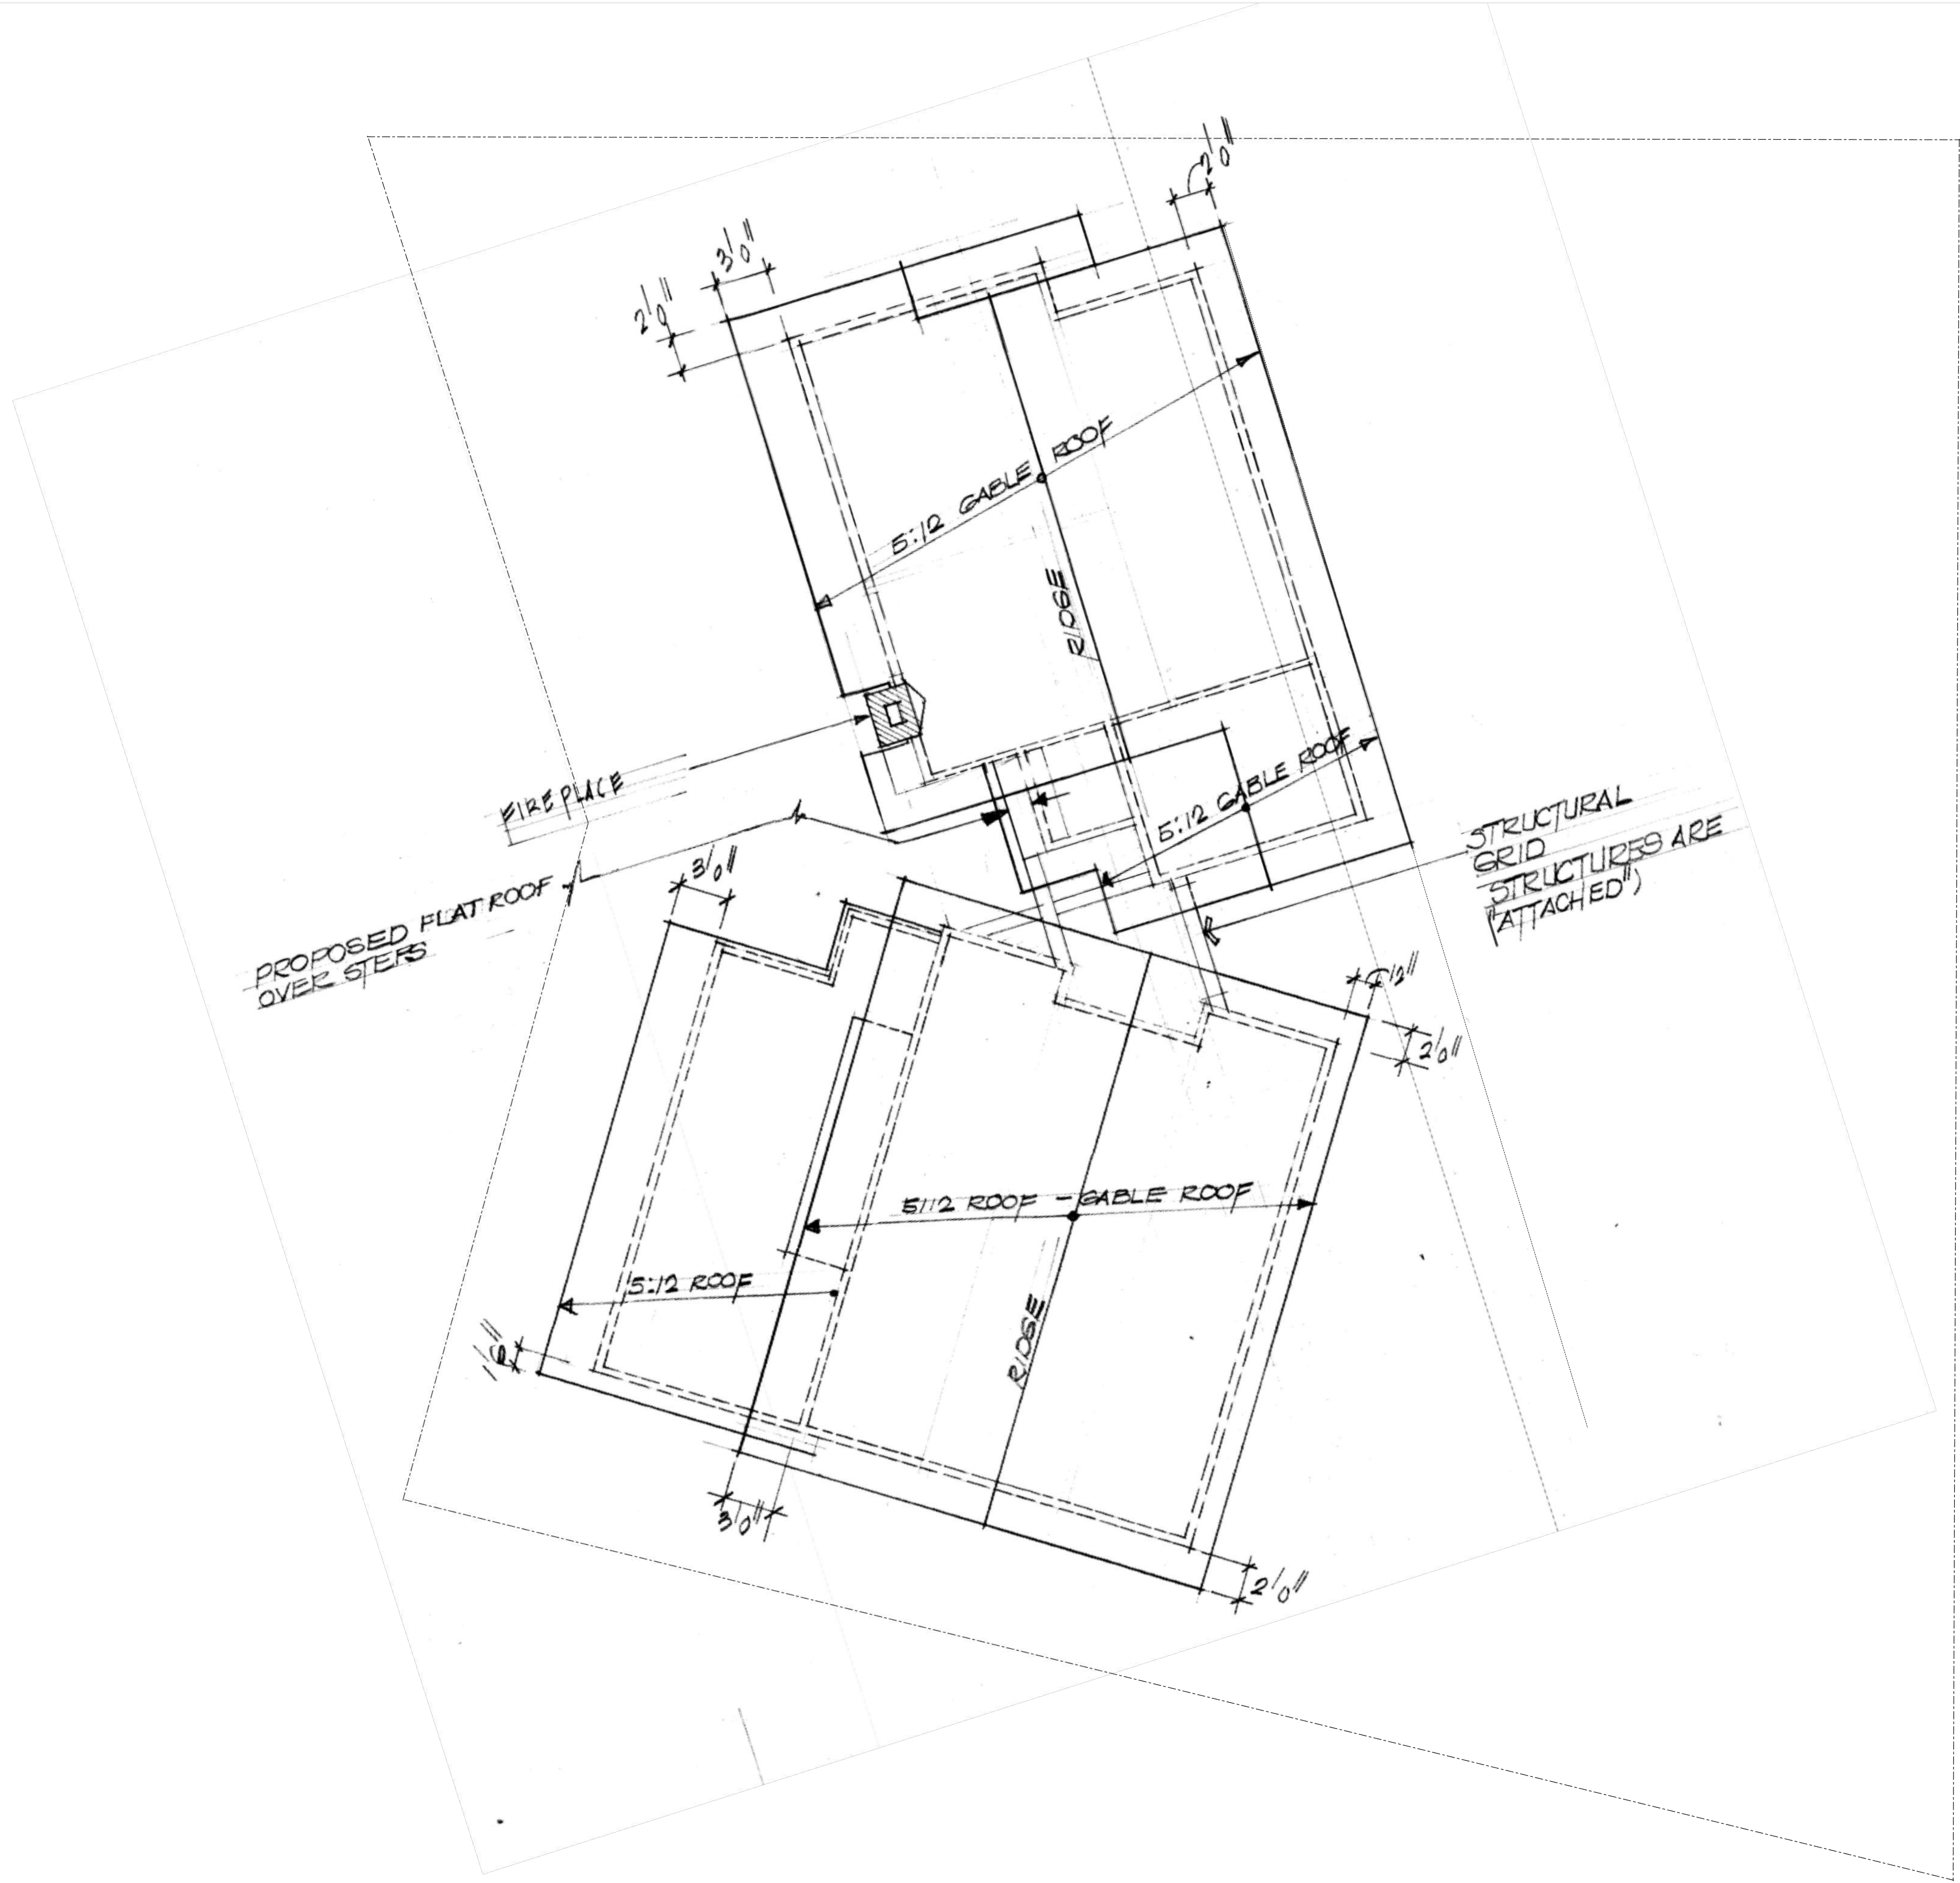 2'0"
3'0"
2'0"
5:12 GABLE ROOF
RIDGE
FIREPLACE
5:12 GABLE ROOF
STRUCTURAL
GRID
STRUCTURES ARE
"ATTACHED")
3'0"
PROPOSED FLAT ROOF
OVER STEPS
2'0"
5:12 ROOF - GABLE ROOF
5:12 ROOF
RIDGE
1'6"
3'0"
2'0"